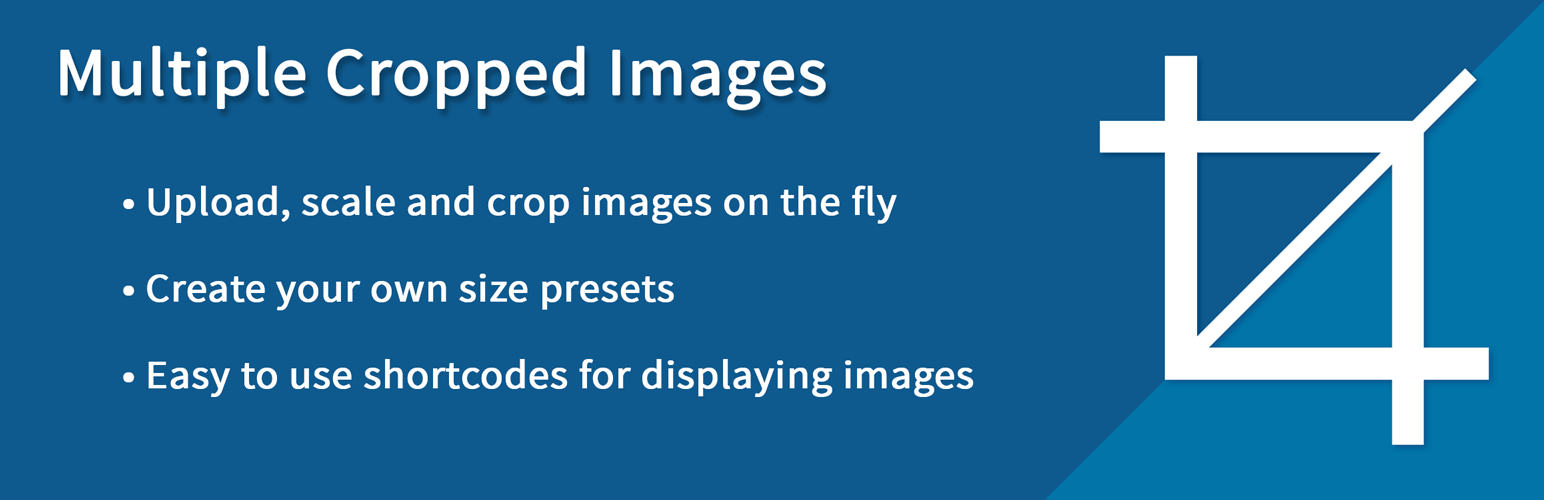 Multiple Cropped Images
• Upload, scale and crop images on the fly
• Create your own size presets
• Easy to use shortcodes for displaying images